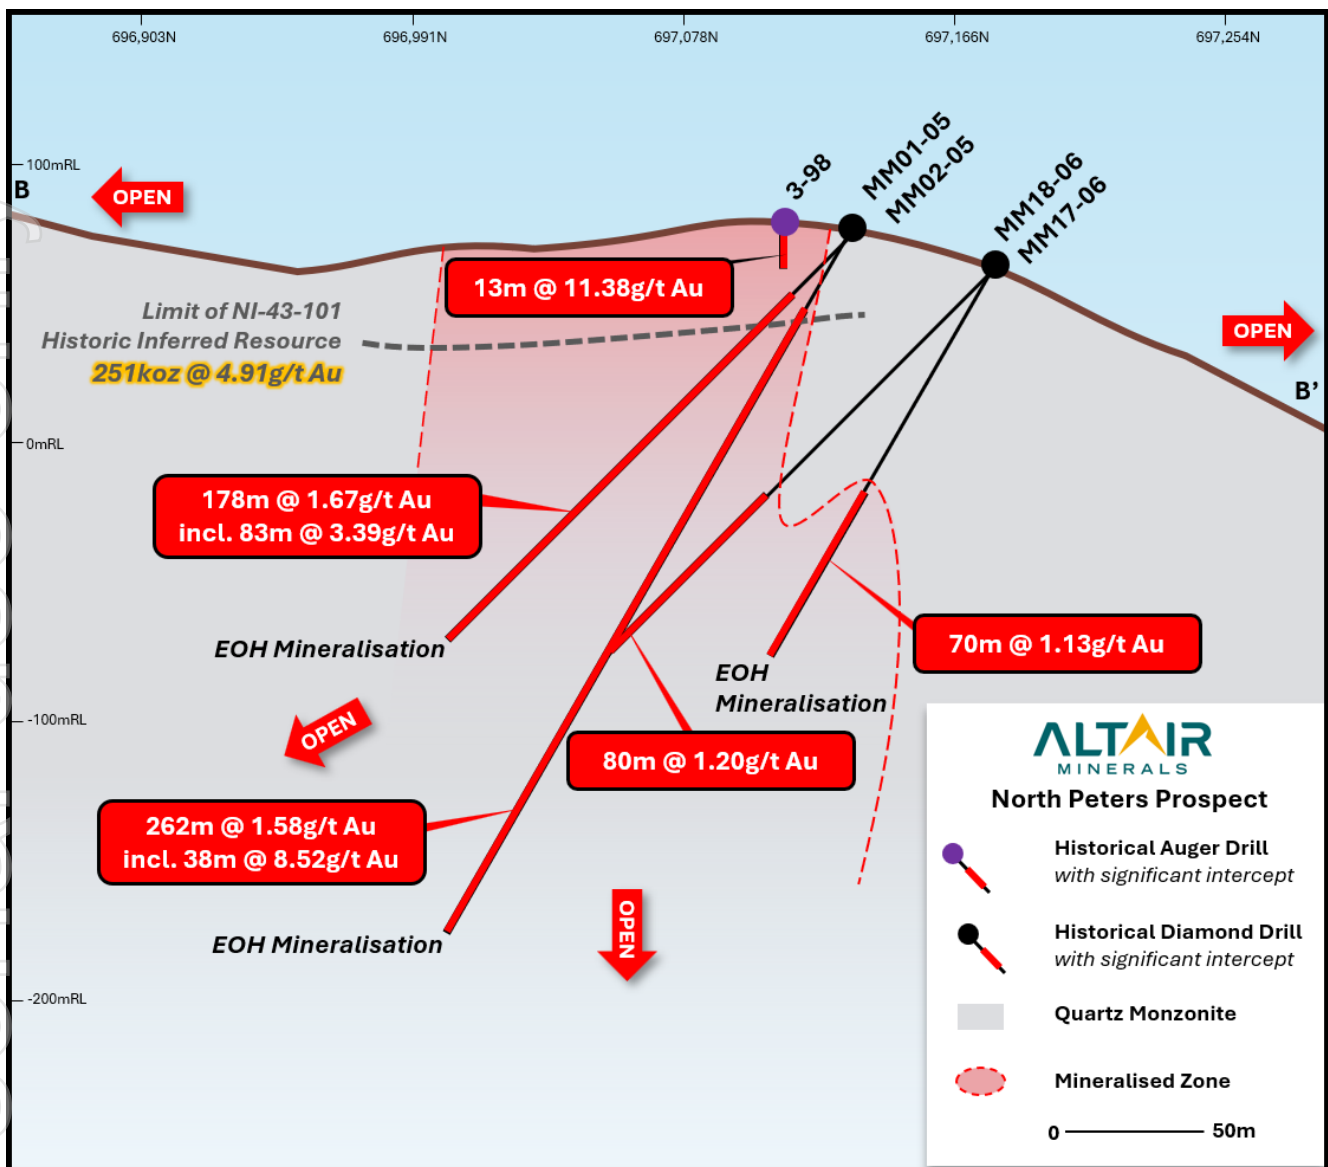 696,903N
696,991N
697,078N
697,166N
697,254N
100mRL
B
OPEN
3-98
MM01-05
MM02-05
MM18-06
MM17-06
13m @ 11.38g/t Au
Limit of NI-43-101
Historic Inferred Resource
251koz @ 4.91g/t Au
OPEN
B’
0mRL
178m @ 1.67g/t Au
incl. 83m @ 3.39g/t Au
EOH Mineralisation
70m @ 1.13g/t Au
EOH
Mineralisation
-100mRL
OPEN
80m @ 1.20g/t Au
262m @ 1.58g/t Au
incl. 38m @ 8.52g/t Au
EOH Mineralisation
OPEN
-200mRL
ALTAIR
MINERALS
North Peters Prospect
Historical Auger Drill
with significant intercept
Historical Diamond Drill
with significant intercept
Quartz Monzonite
Mineralised Zone
0
50m